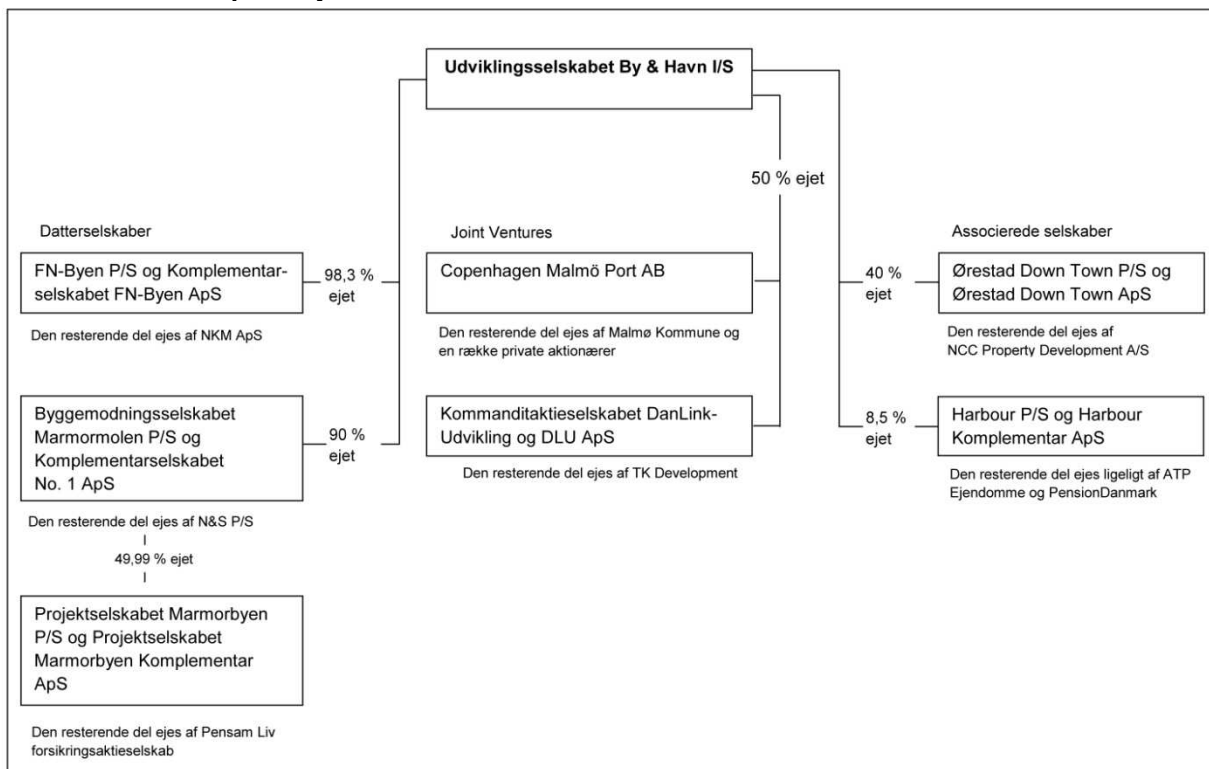 Udviklingsselskabet By & Havn I/S
50 % ejet
Datterselskaber
FN-Byen P/S og Komplementar-
selskabet FN-Byen ApS
98,3 %
ejet
Den resterende del ejes af NKM ApS
Byggemodningsselskabet
Marmormolen P/S og
Komplementarselskabet
No. 1 ApS
90 %
ejet
Den resterende del ejes af N&S P/S
49,99 % ejet
Projektselskabet Marmorbyen
P/S og Projektselskabet
Marmorbyen Komplementar
ApS
Den resterende del ejes af Pensam Liv
forsikringsaktieselskab
Joint Ventures
Copenhagen Malmö Port AB
Den resterende del ejes af Malmø Kommune og
en række private aktionærer
Kommanditaktieselskabet DanLink-
Udvikling og DLU ApS
Den resterende del ejes af TK Development
Associerede selskaber
40 %
ejet
Ørestad Down Town P/S og
Ørestad Down Town ApS
Den resterende del ejes af
NCC Property Development A/S
8,5 %
ejet
Harbour P/S og Harbour
Komplementar ApS
Den resterende del ejes ligeligt af ATP
Ejendomme og PensionDanmark